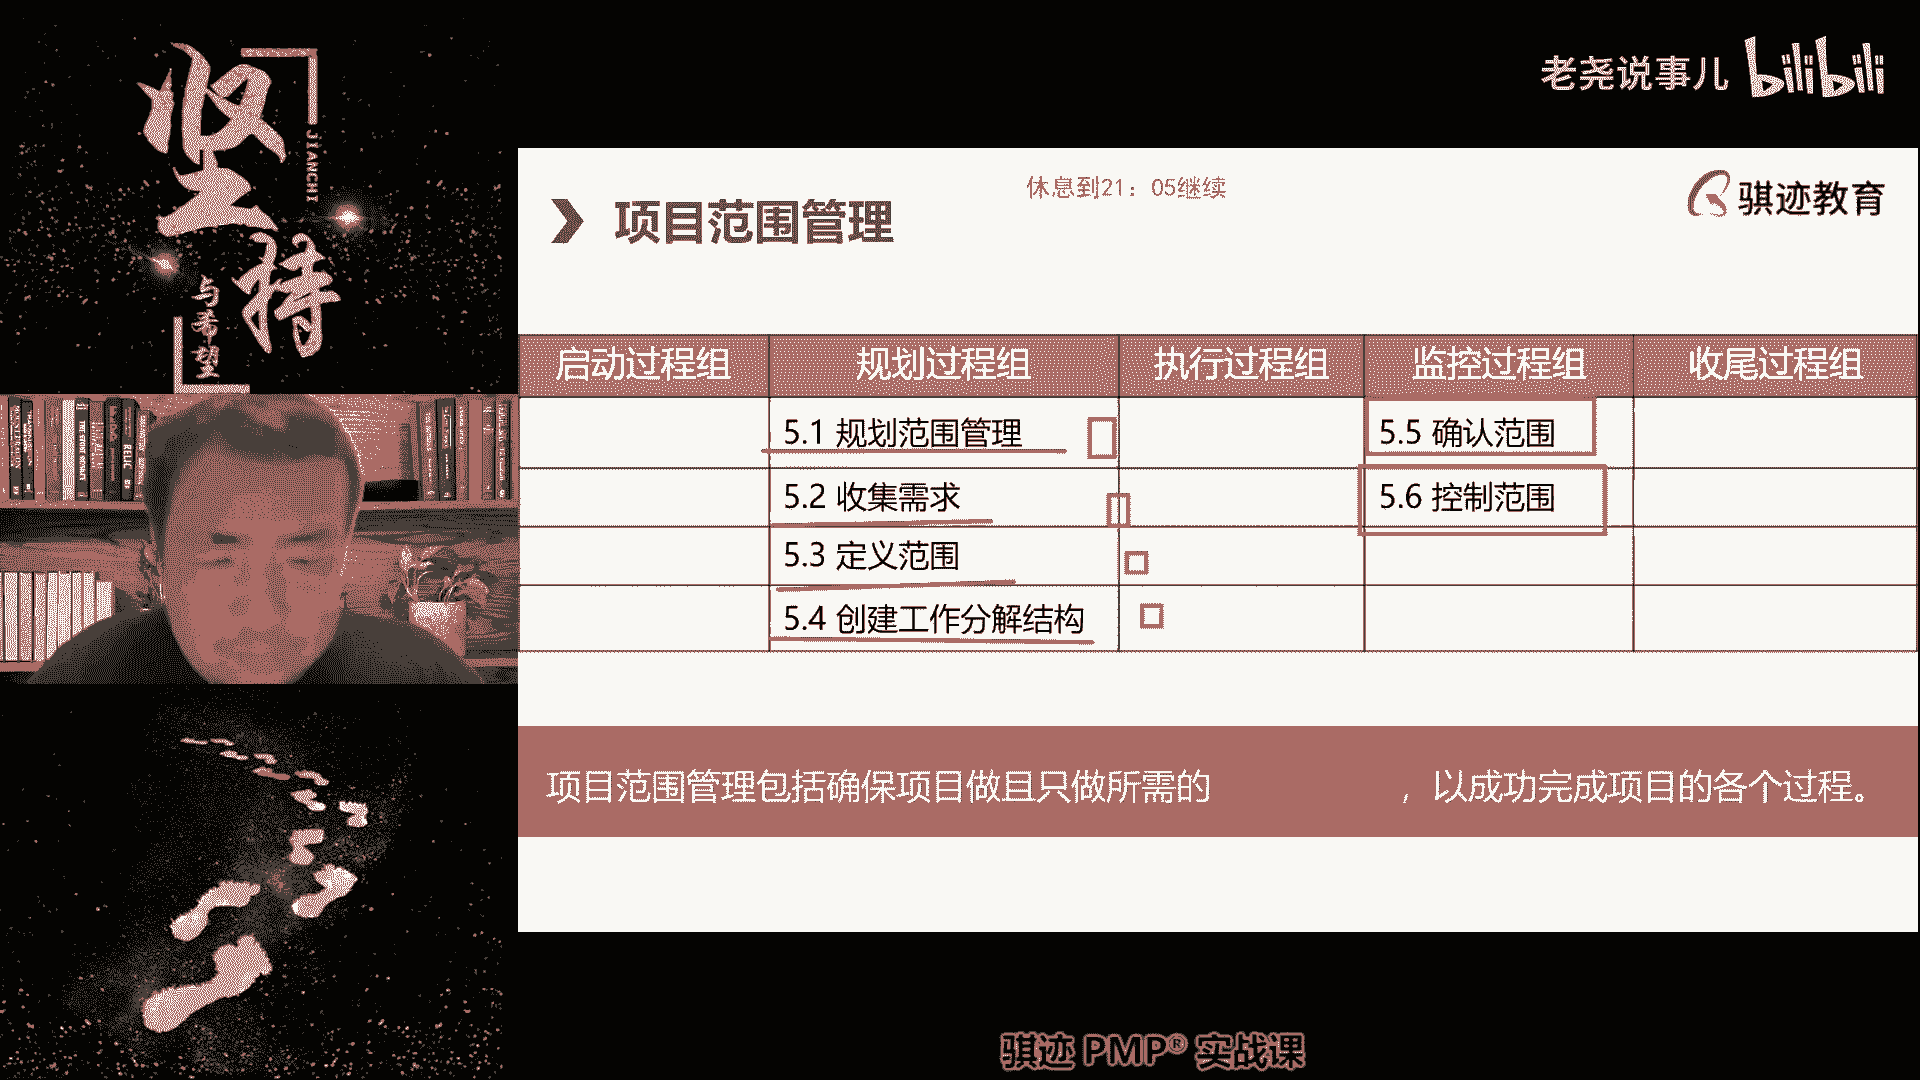 坚持
JIANCHI
与希望
老尧说事儿 bilibili
休息到21：05继续
骐迹教育
项目范围管理
启动过程组 规划过程组 执行过程组 监控过程组 收尾过程组
5.1 规划范围管理 5.5 确认范围
5.2 收集需求 5.6 控制范围
5.3 定义范围
5.4 创建工作分解结构
项目范围管理包括确保项目做且只做所需的 ，以成功完成项目的各个过程。
骐迹 PMP® 实战课